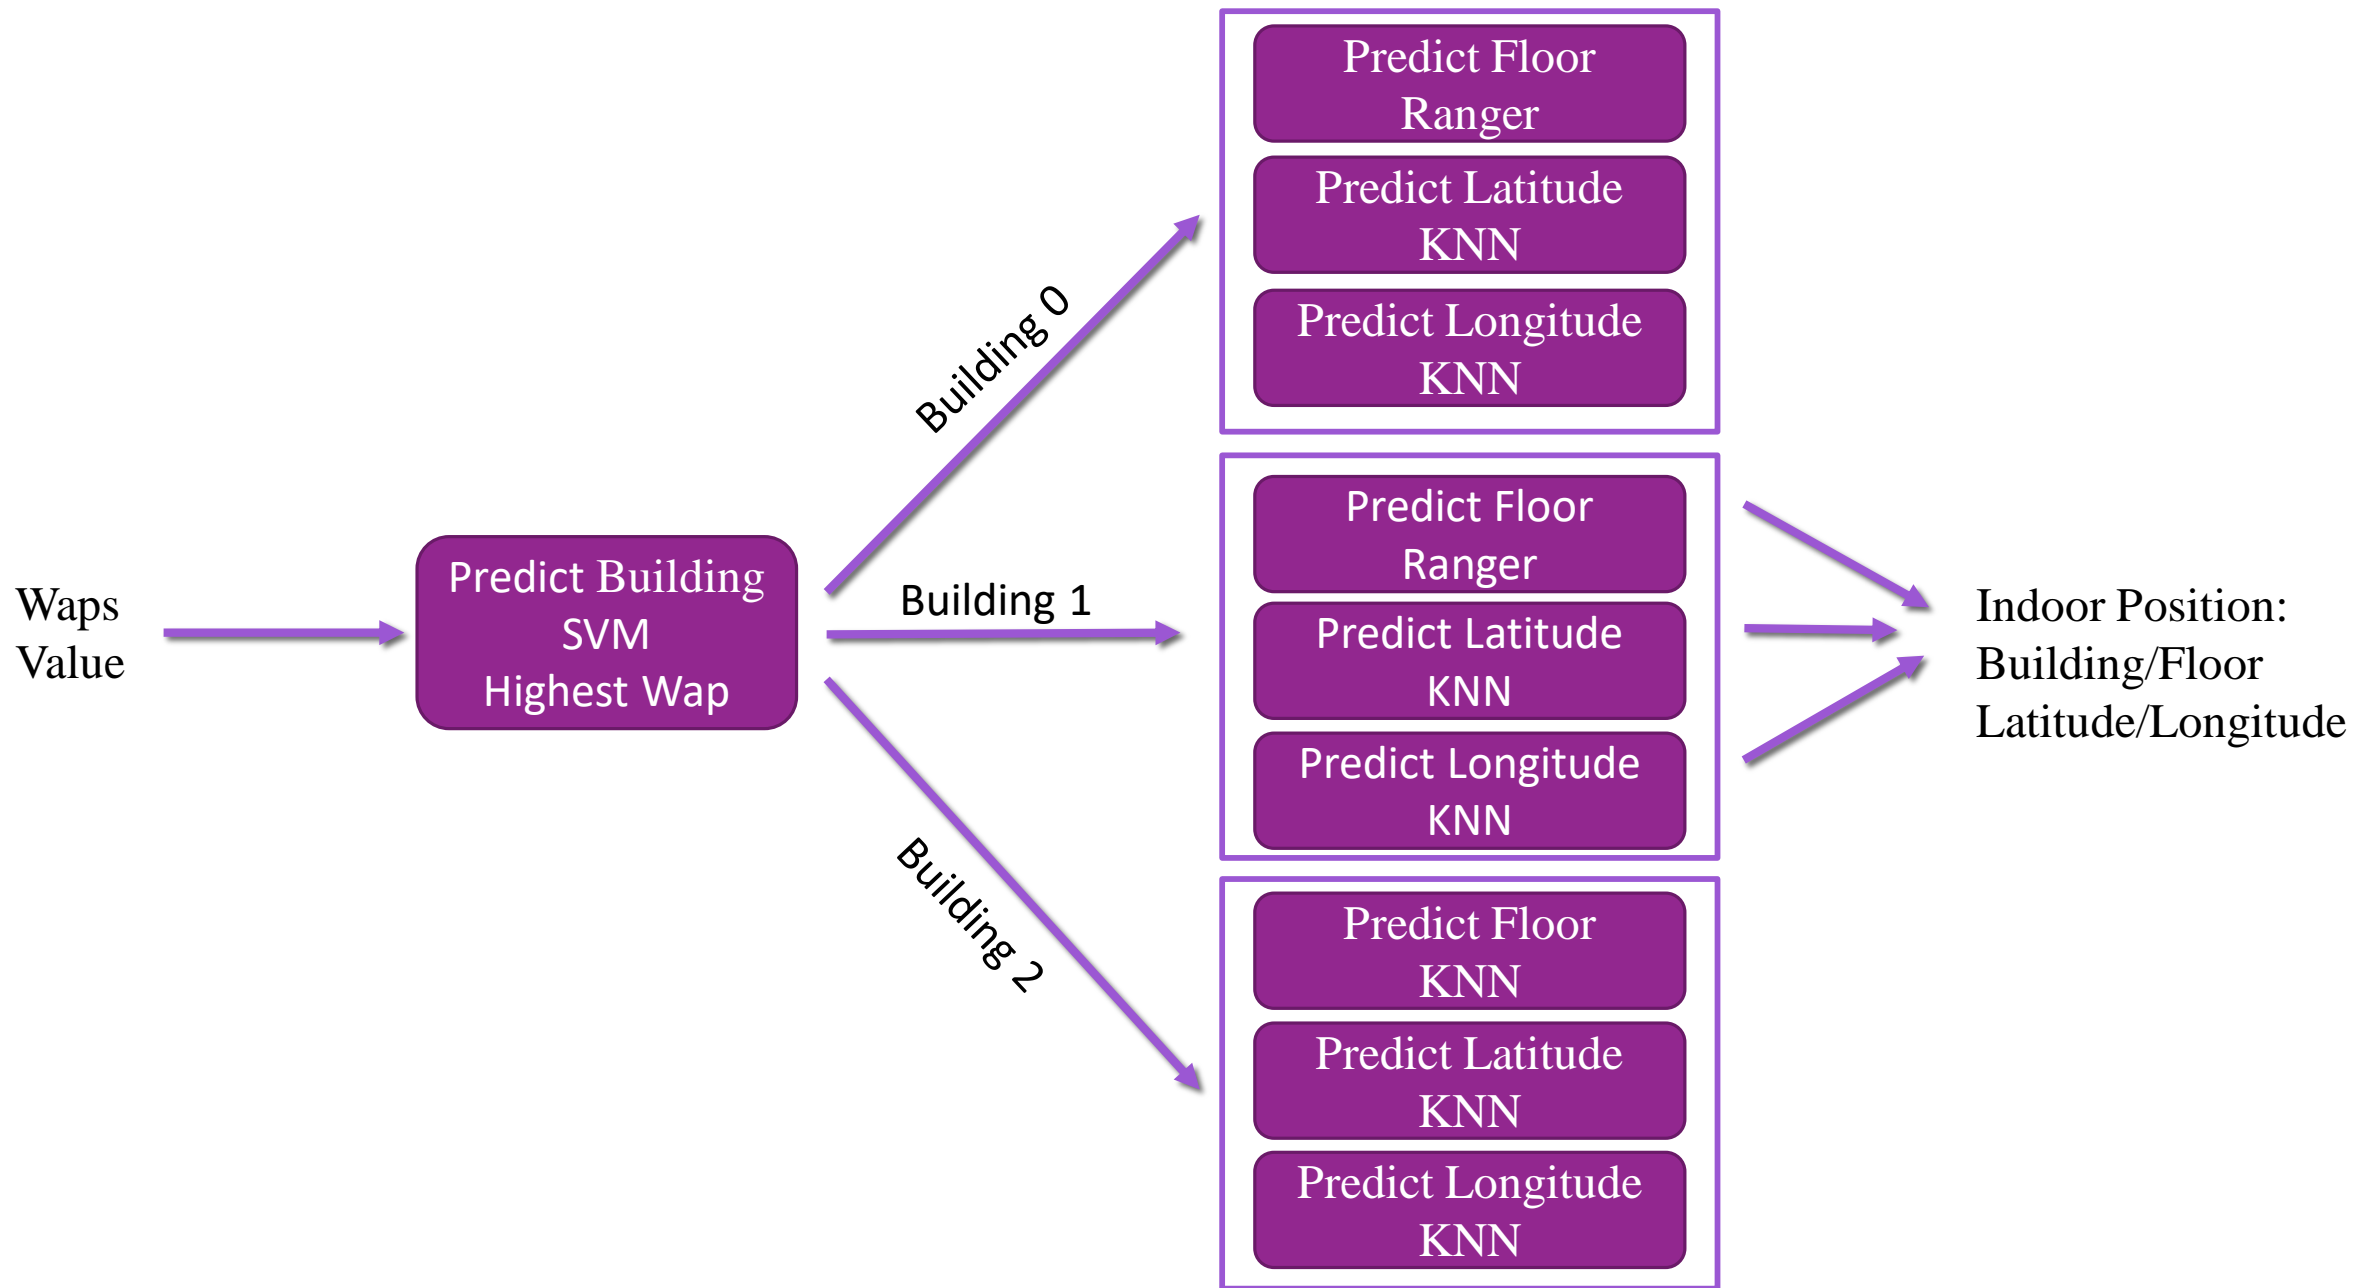 Waps
Value
Predict Building
SVM
Highest Wap
Building 0
Building 1
Building 2
Predict Floor
Ranger
Predict Latitude
KNN
Predict Longitude
KNN
Predict Floor
Ranger
Predict Latitude
KNN
Predict Longitude
KNN
Predict Floor
KNN
Predict Latitude
KNN
Predict Longitude
KNN
Indoor Position:
Building/Floor
Latitude/Longitude